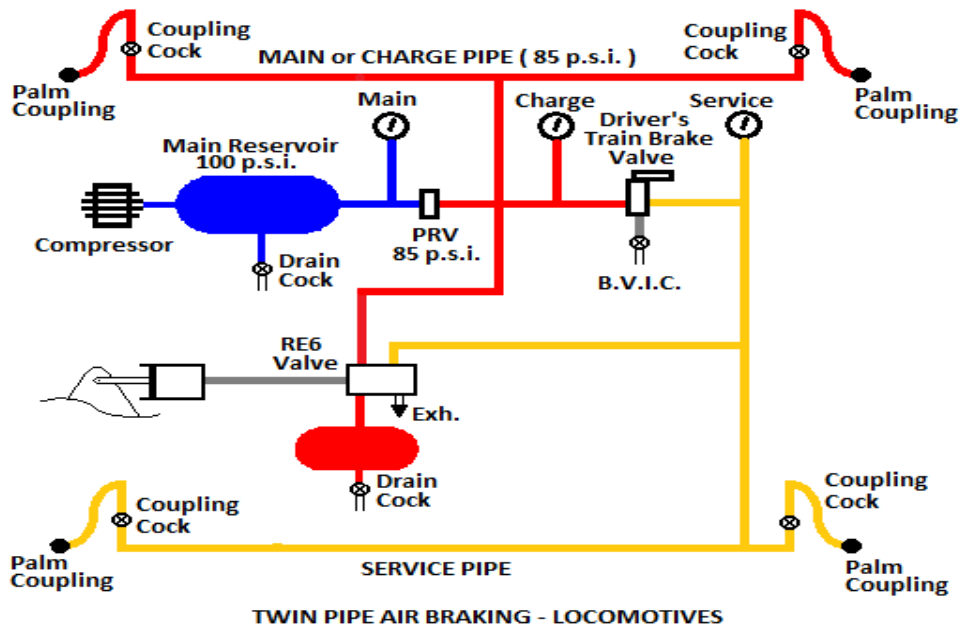 Coupling
Cock
MAIN or CHARGE PIPE ( 85 p.s.i. )
Coupling
Cock
Palm
Coupling
Palm
Coupling
Main
Charge
Service
Main Reservoir
100 p.s.i.
Driver's
Train Brake
Valve
Compressor
PRV
85 p.s.i.
Drain
Cock
B.V.I.C.
RE6
Valve
Exh.
Drain
Cock
Coupling
Cock
Coupling
Cock
Palm
Coupling
SERVICE PIPE
Palm
Coupling
TWIN PIPE AIR BRAKING - LOCOMOTIVES